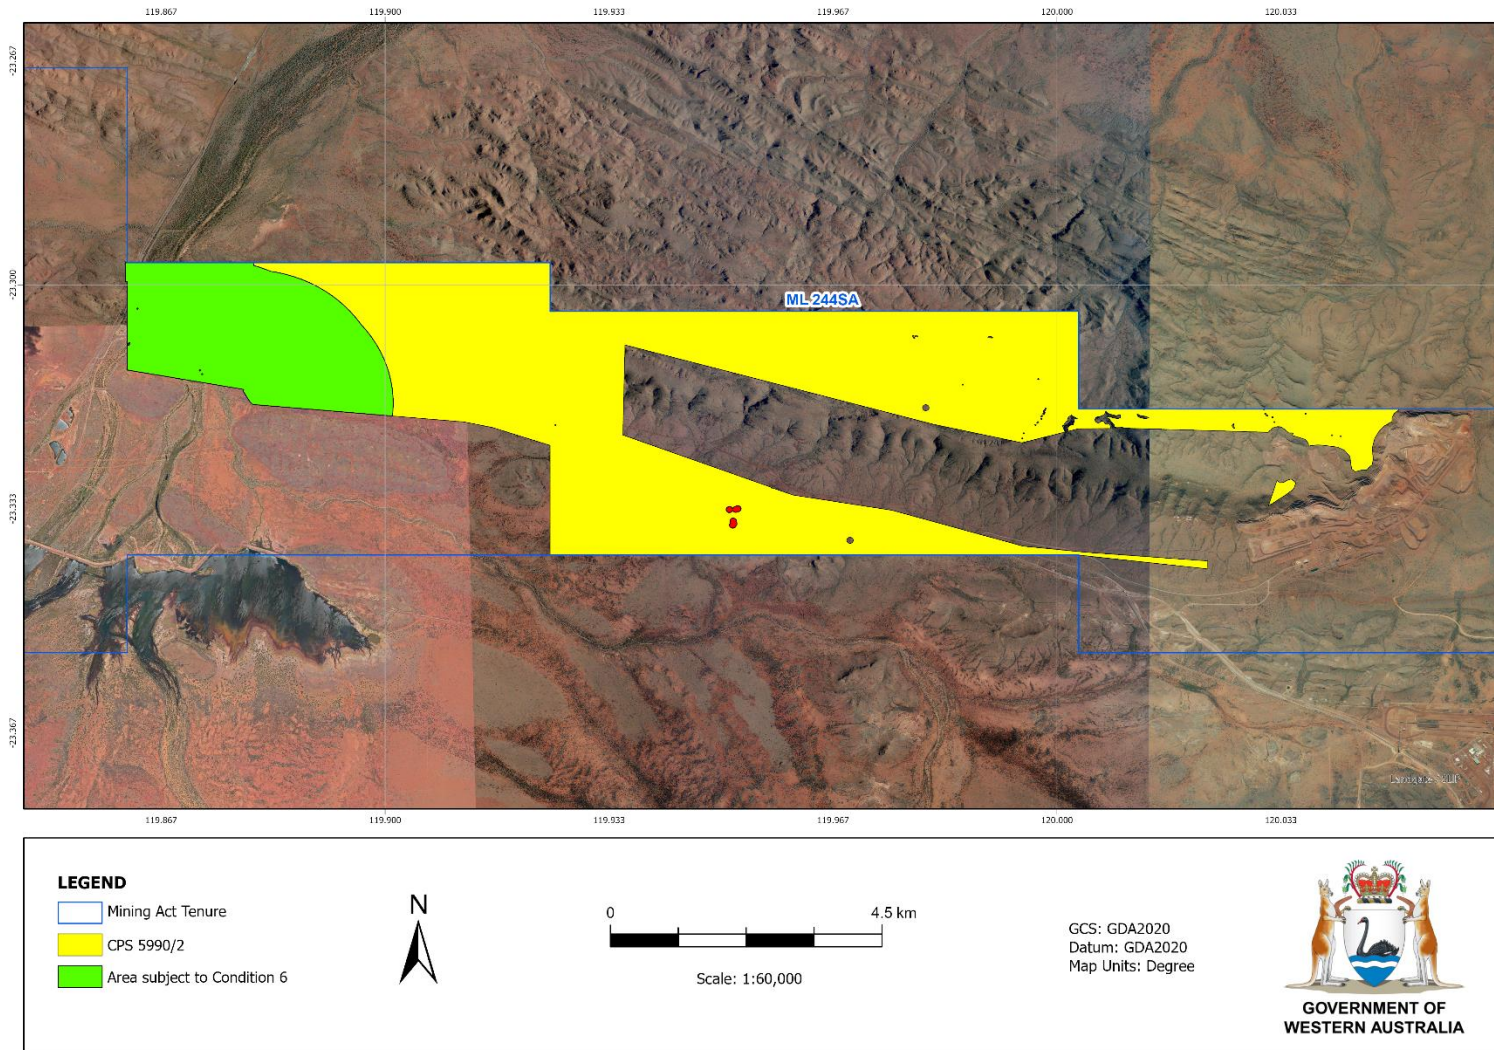 119.867 119.900 119.933 119.967 120.000 120.033
-23.267
-23.300
-23.333
-23.367
ML 244SA
119.867 119.900 119.933 119.967 120.000 120.033
LEGEND
Mining Act Tenure
CPS 5990/2
Area subject to Condition 6
N
0 4.5 km
Scale: 1:60,000
GCS: GDA2020
Datum: GDA2020
Map Units: Degree
GOVERNMENT OF
WESTERN AUSTRALIA